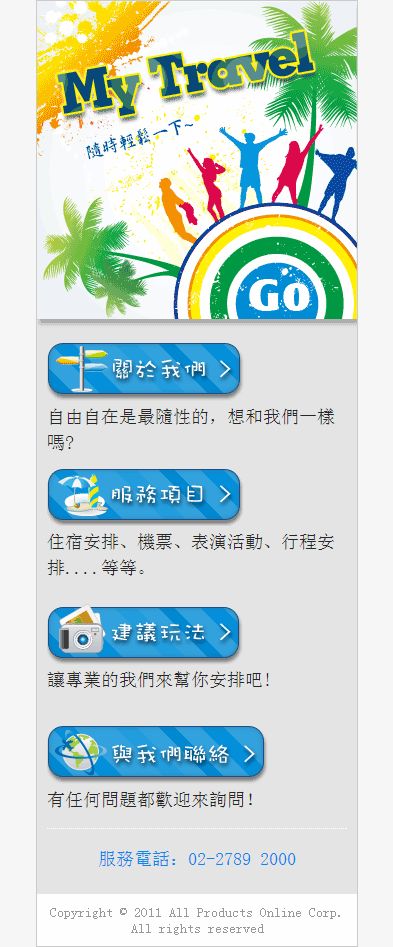 My Travel
隨時輕鬆一下~
GO
關於我們
自由自在是最隨性的，想和我們一樣
嗎?
服務項目
住宿安排、機票、表演活動、行程安
排....等等。
建議玩法
讓專業的我們來幫你安排吧!
與我們聯絡
有任何問題都歡迎來詢問!
服務電話: 02-2789 2000
Copyright © 2011 All Products Online Corp.
All rights reserved